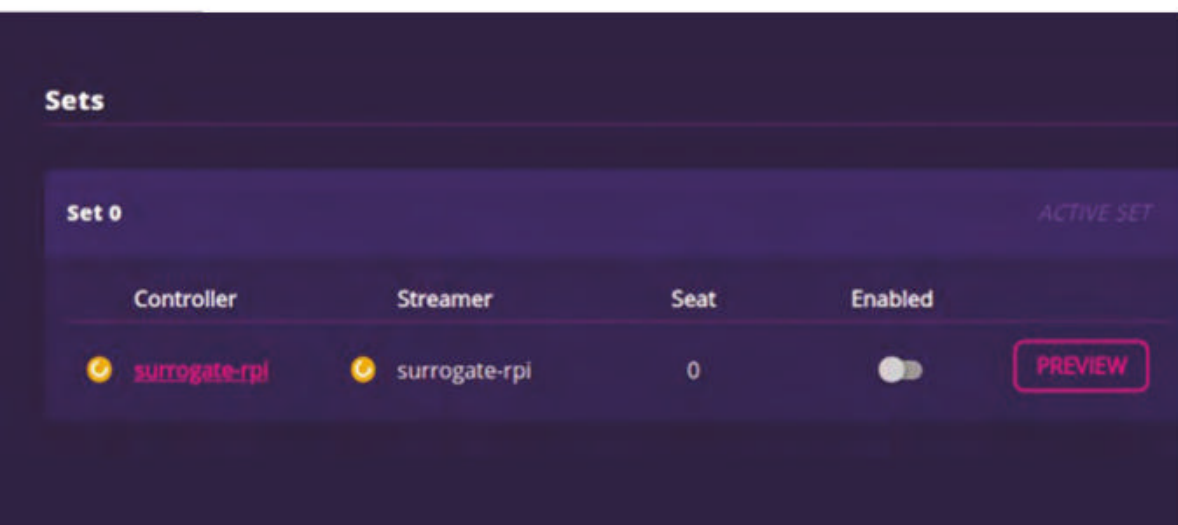 Sets
Set 0 ACTIVE SET
Controller Streamer Seat Enabled
surrogate-rpi surrogate-rpi 0 PREVIEW